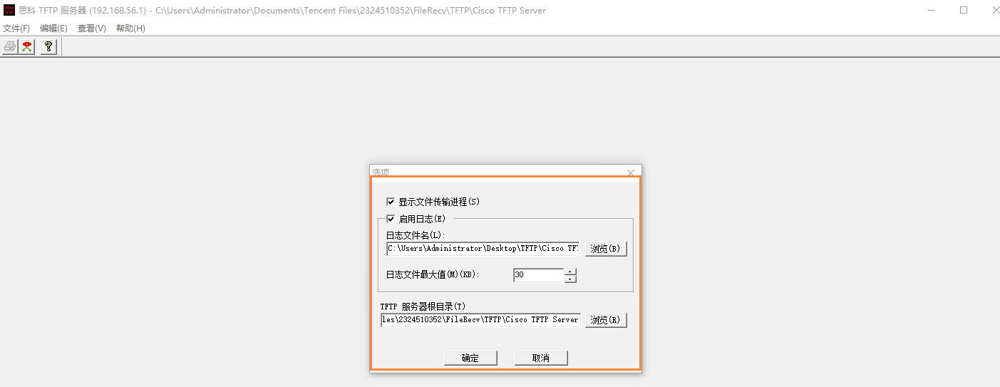 思科 TFTP 服务器 (192.168.56.1) - C:\Users\Administrator\Documents\Tencent Files\2324510352\FileRecv\TFTP\Cisco TFTP Server
文件(F) 编辑(E) 查看(V) 帮助(H)
选项
显示文件传输进程(S)
启用日志(E)
日志文件名(L):
C:\Users\Administrator\Desktop\TFTP\Cisco TFT 浏览(B)
日志文件最大值(M)(KB): 30
TFTP 服务器根目录(T)
les\2324510352\FileRecv\TFTP\Cisco TFTP Server 浏览(R)
确定 取消